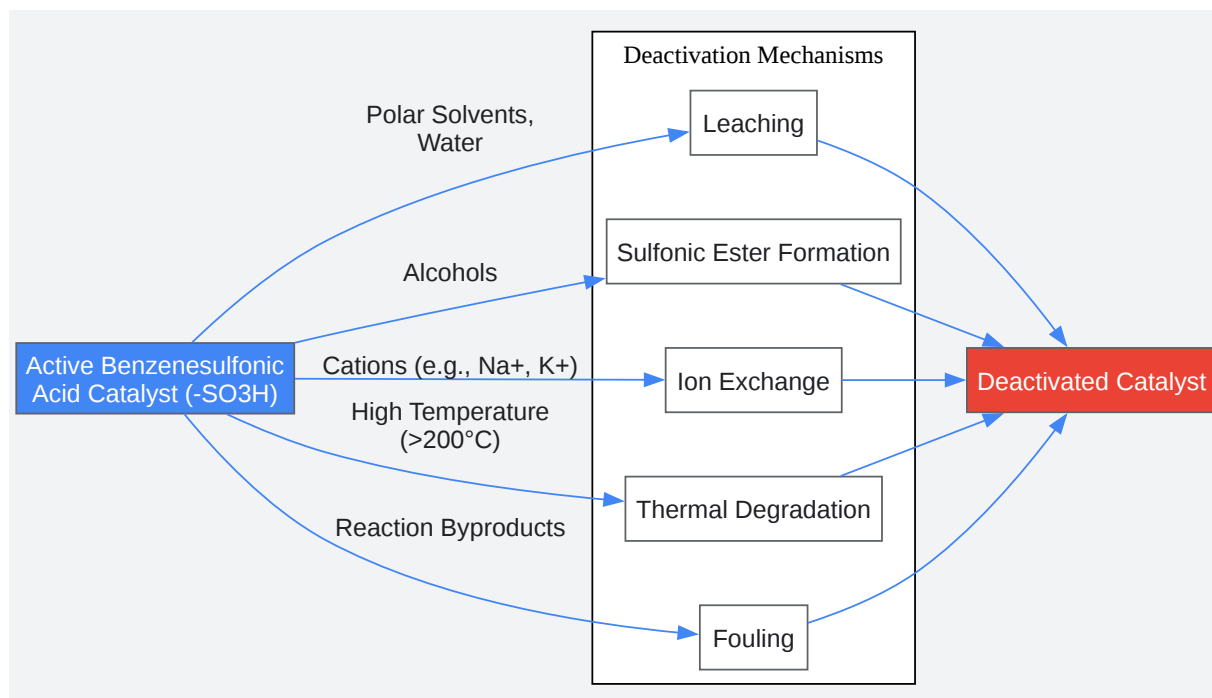 Deactivation Mechanisms
Polar Solvents,
Water
Leaching
Alcohols
Sulfonic Ester Formation
Active Benzenesulfonic
Acid Catalyst (-SO3H)
Cations (e.g., Na+, K+)
Ion Exchange
Deactivated Catalyst
High Temperature
(>200°C)
Thermal Degradation
Reaction Byproducts
Fouling